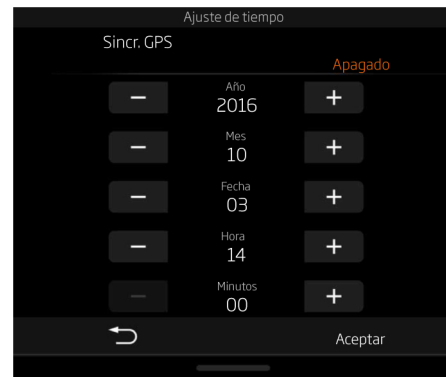 Ajuste de tiempo
Sincr. GPS
Apagado
Año
2016
Mes
10
Fecha
03
Hora
14
Minutos
00
Aceptar